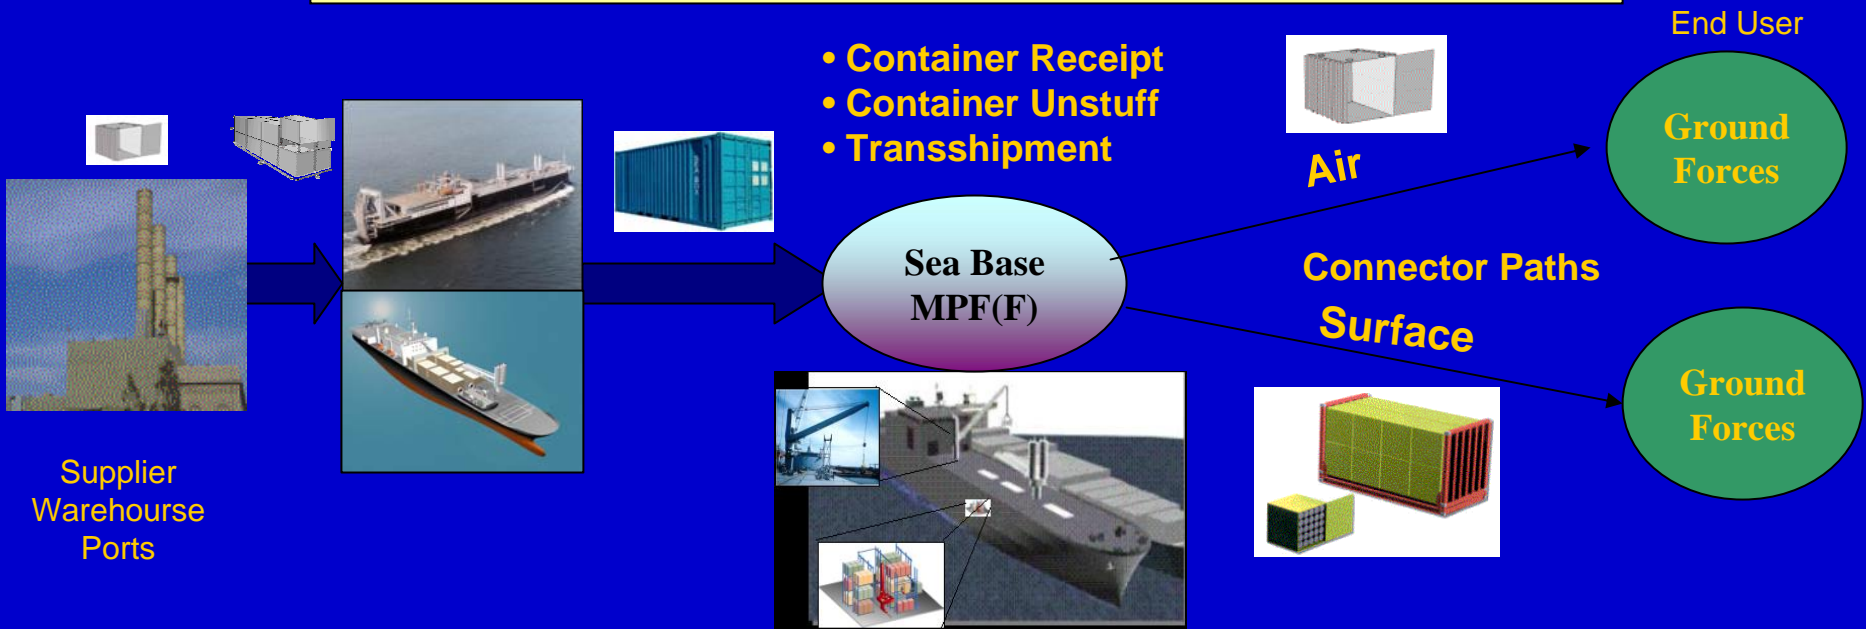 End User
• Container Receipt
• Container Unstuff
• Transshipment
Air
Ground
Forces
Sea Base
MPF(F)
Connector Paths
Surface
Ground
Forces
Supplier
Warehourse
Ports